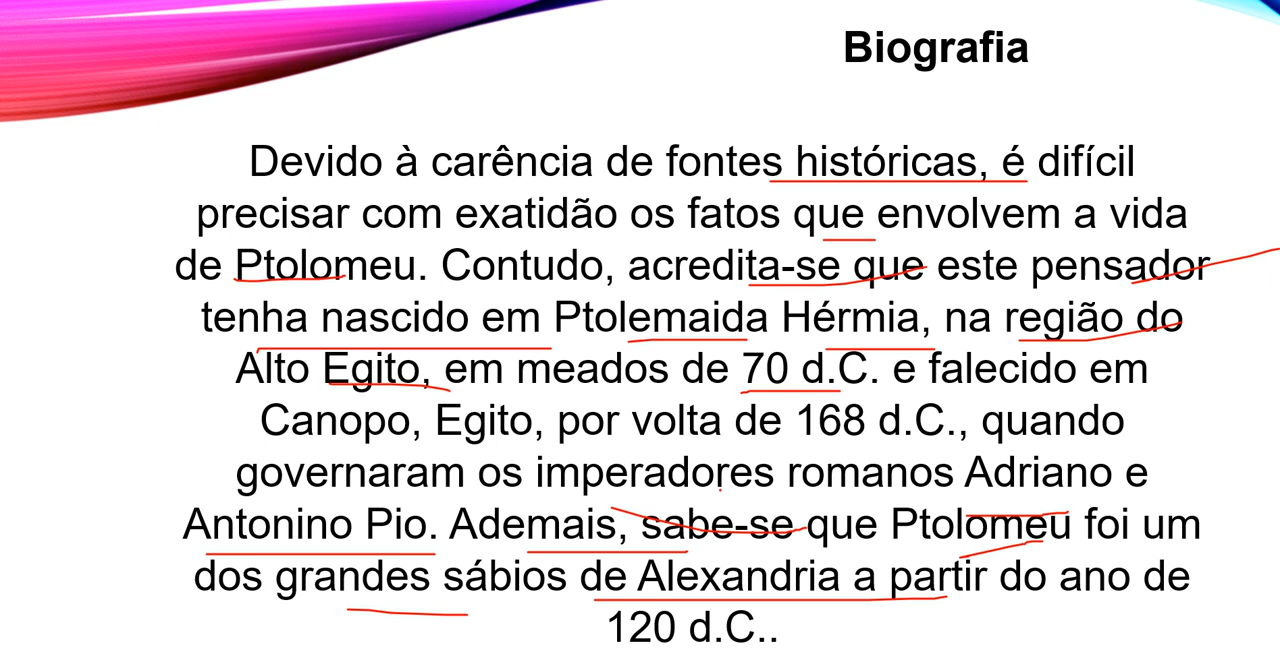 Biografia
Devido à carência de fontes históricas, é difícil
precisar com exatidão os fatos que envolvem a vida
de Ptolomeu. Contudo, acredita-se que este pensador
tenha nascido em Ptolemaida Hérmia, na região do
Alto Egito, em meados de 70 d.C. e falecido em
Canopo, Egito, por volta de 168 d.C., quando
governaram os imperadores romanos Adriano e
Antonino Pio. Ademais, sabe-se que Ptolomeu foi um
dos grandes sábios de Alexandria a partir do ano de
120 d.C..